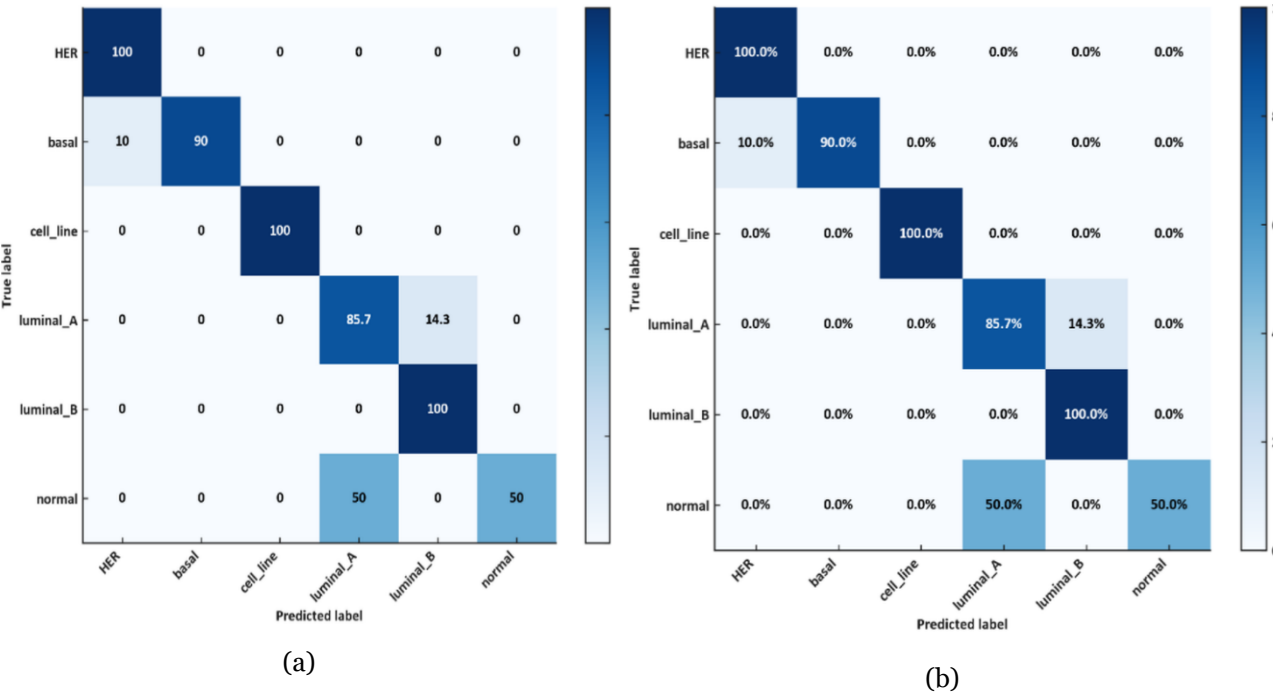 HER 100 0 0 0 0 0
basal 10 90 0 0 0 0
cell_line 0 0 100 0 0 0
luminal_A 0 0 0 85.7 14.3 0
luminal_B 0 0 0 0 100 0
normal 0 0 0 50 0 50
True label
HER basal cell_line luminal_A luminal_B normal
Predicted label
(a)
HER 100.0% 0.0% 0.0% 0.0% 0.0% 0.0%
basal 10.0% 90.0% 0.0% 0.0% 0.0% 0.0%
cell_line 0.0% 0.0% 100.0% 0.0% 0.0% 0.0%
luminal_A 0.0% 0.0% 0.0% 85.7% 14.3% 0.0%
luminal_B 0.0% 0.0% 0.0% 0.0% 100.0% 0.0%
normal 0.0% 0.0% 0.0% 50.0% 0.0% 50.0%
True label
HER basal cell_line luminal_A luminal_B normal
Predicted label
(b)